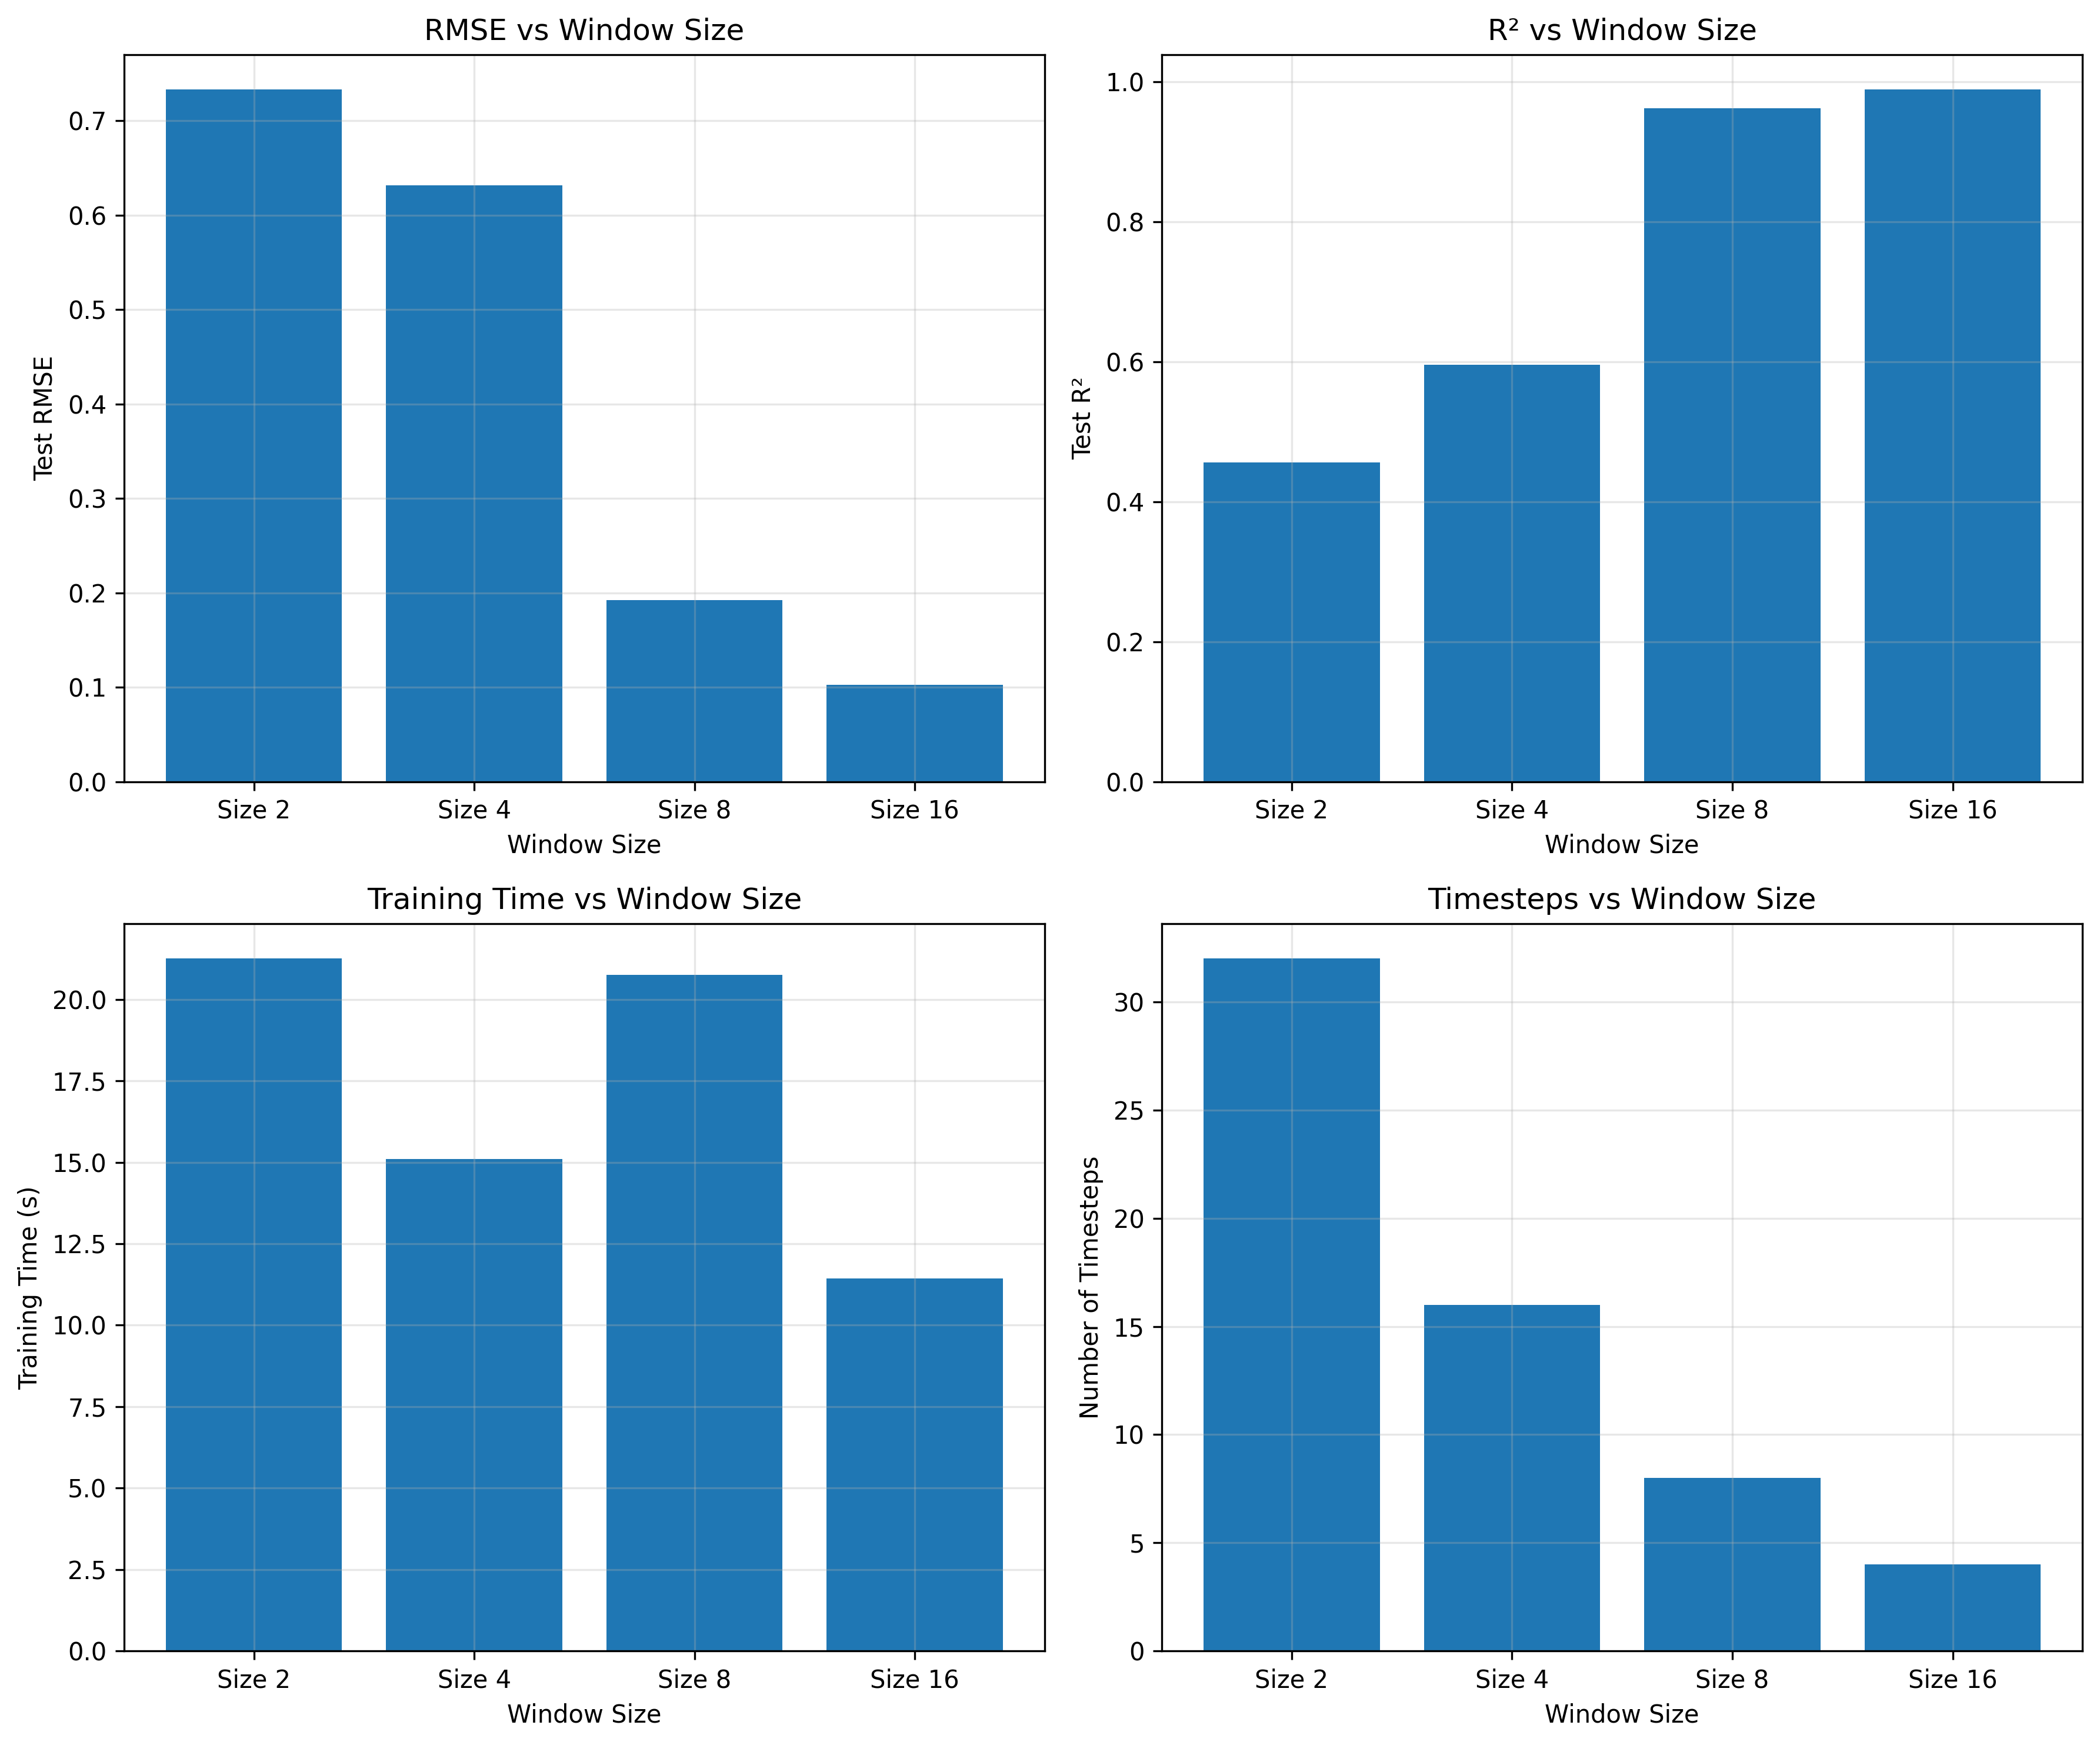 RMSE vs Window Size
Test RMSE
0.7
0.6
0.5
0.4
0.3
0.2
0.1
0.0
Size 2 Size 4 Size 8 Size 16
Window Size
R² vs Window Size
Test R²
1.0
0.8
0.6
0.4
0.2
0.0
Size 2 Size 4 Size 8 Size 16
Window Size
Training Time vs Window Size
Training Time (s)
20.0
17.5
15.0
12.5
10.0
7.5
5.0
2.5
0.0
Size 2 Size 4 Size 8 Size 16
Window Size
Timesteps vs Window Size
Number of Timesteps
30
25
20
15
10
5
0
Size 2 Size 4 Size 8 Size 16
Window Size